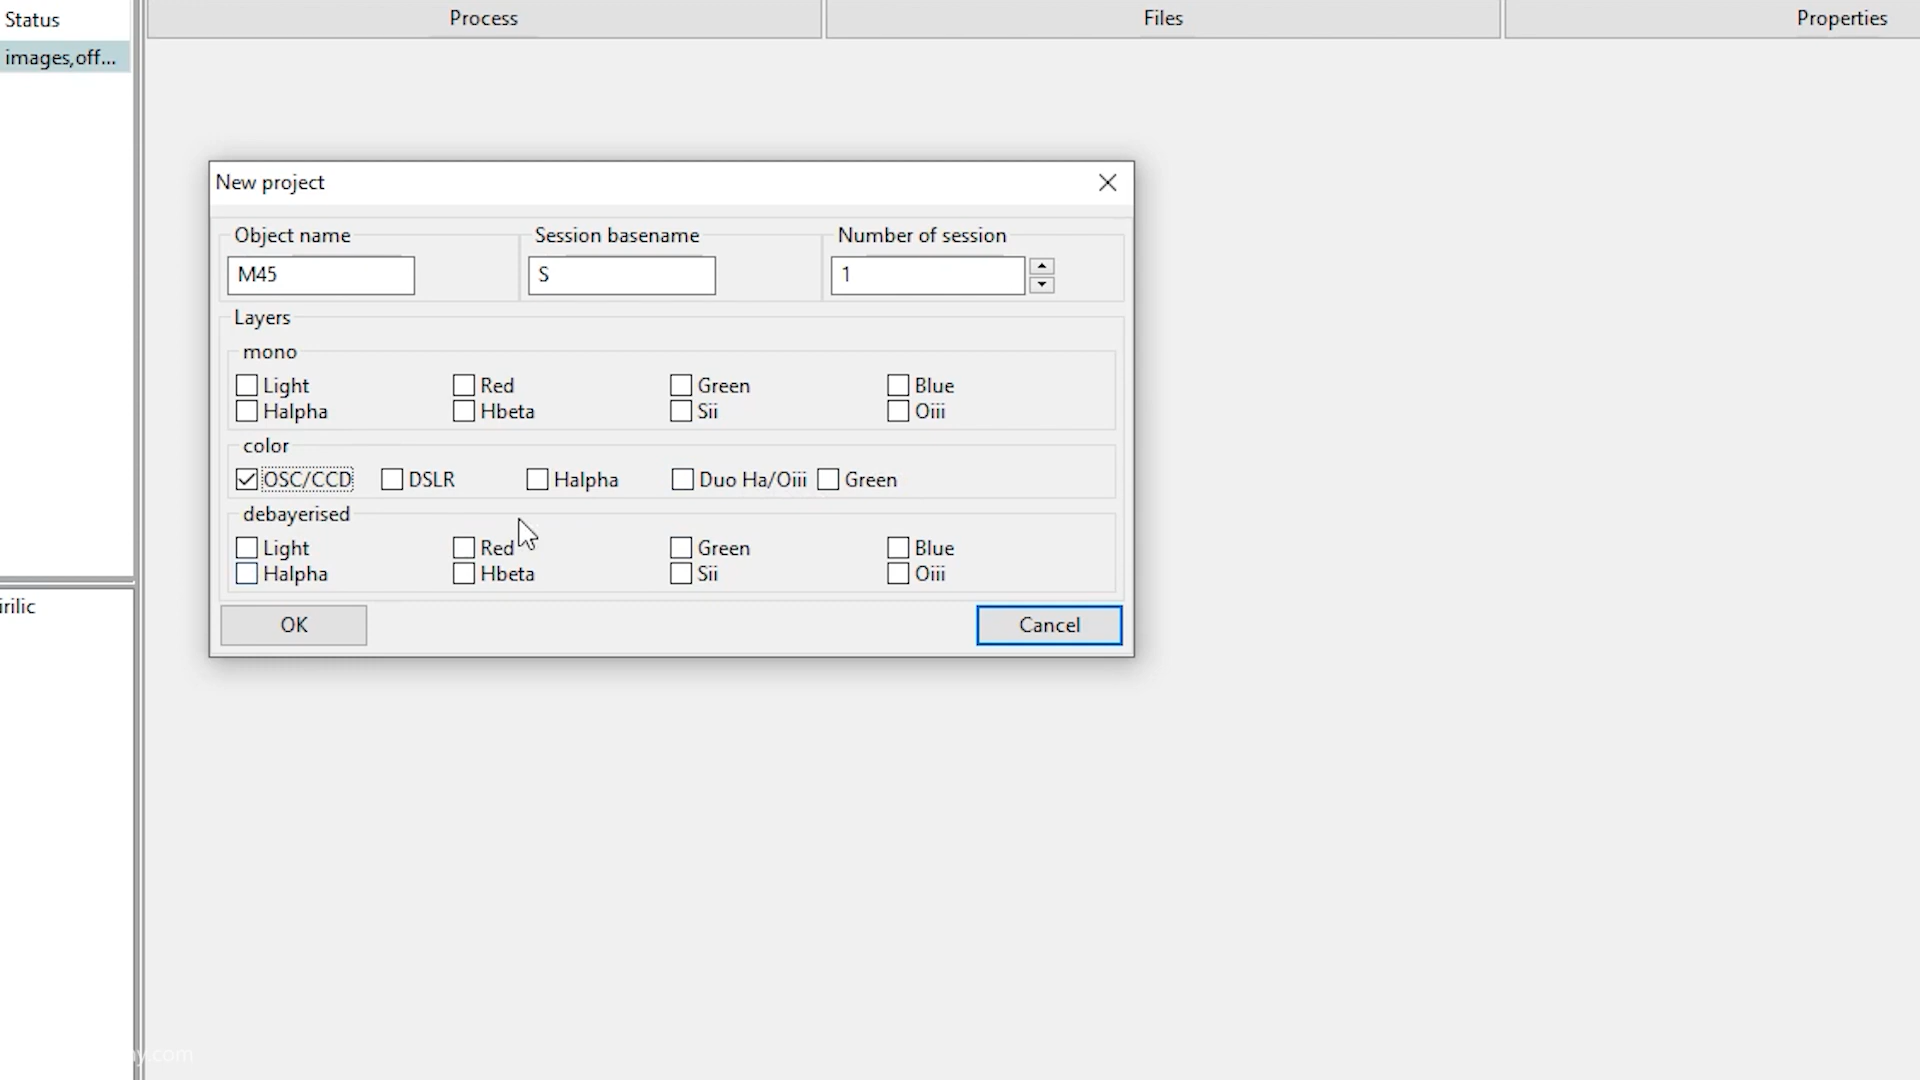 Status
Process
Files
Properties
images,off...
New project
Object name
Session basename
Number of session
M45
S
1
Layers
mono
Light
Red
Green
Blue
Halpha
Hbeta
Sii
Oiii
color
OSC/CCD
DSLR
Halpha
Duo Ha/Oiii
Green
debayerised
Light
Red
Green
Blue
Halpha
Hbeta
Sii
Oiii
OK
Cancel
irilic
y.com